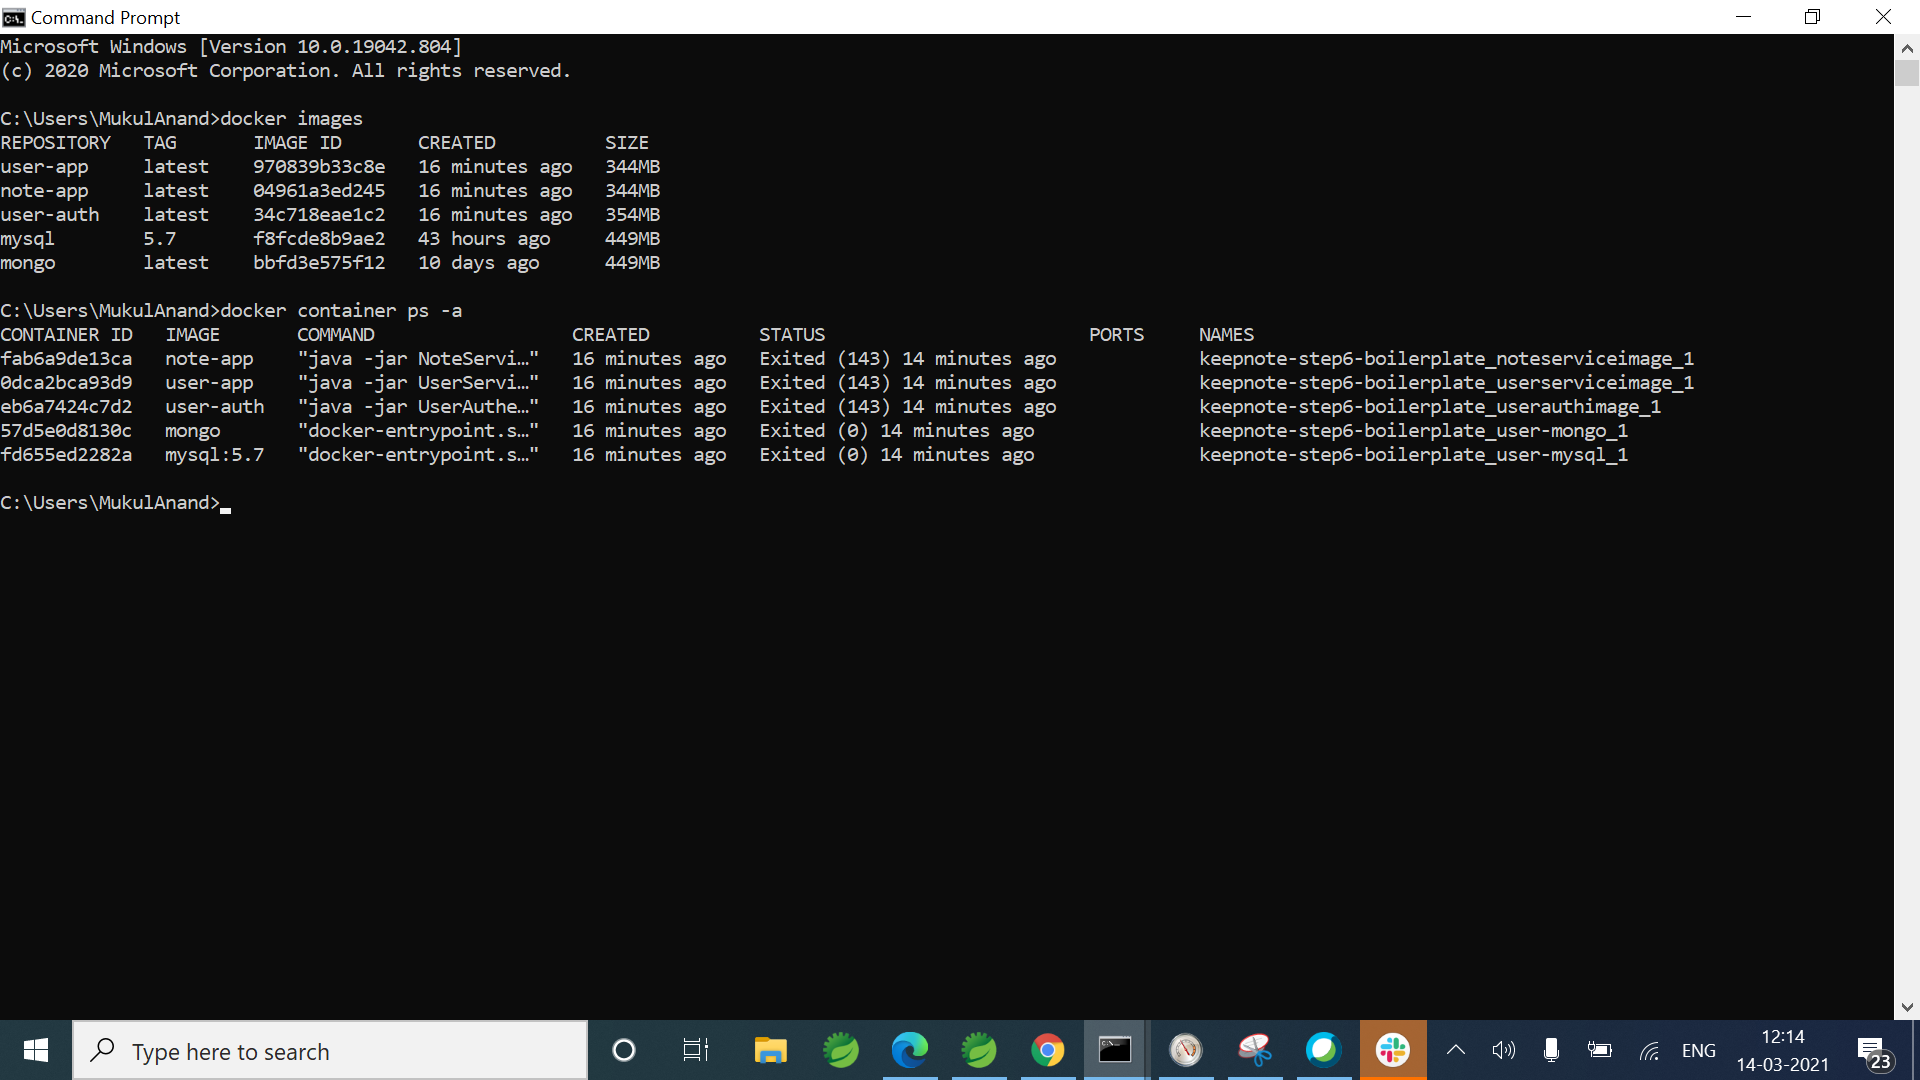 Command Prompt
Microsoft Windows [Version 10.0.19042.804]
(c) 2020 Microsoft Corporation. All rights reserved.
C:\Users\MukulAnand>docker images
REPOSITORY   TAG       IMAGE ID       CREATED          SIZE
user-app     latest    970839b33c8e   16 minutes ago   344MB
note-app     latest    04961a3ed245   16 minutes ago   344MB
user-auth    latest    34c718eae1c2   16 minutes ago   354MB
mysql        5.7       f8fcde8b9ae2   43 hours ago     449MB
mongo        latest    bbfd3e575f12   10 days ago      449MB
C:\Users\MukulAnand>docker container ps -a
CONTAINER ID   IMAGE       COMMAND                  CREATED          STATUS                        PORTS     NAMES
fab6a9de13ca   note-app    "java -jar NoteServi…"   16 minutes ago   Exited (143) 14 minutes ago             keepnote-step6-boilerplate_noteserviceimage_1
0dca2bca93d9   user-app    "java -jar UserServi…"   16 minutes ago   Exited (143) 14 minutes ago             keepnote-step6-boilerplate_userserviceimage_1
eb6a7424c7d2   user-auth   "java -jar UserAuthe…"   16 minutes ago   Exited (143) 14 minutes ago             keepnote-step6-boilerplate_userauthimage_1
57d5e0d8130c   mongo       "docker-entrypoint.s…"   16 minutes ago   Exited (0) 14 minutes ago               keepnote-step6-boilerplate_user-mongo_1
fd655ed2282a   mysql:5.7   "docker-entrypoint.s…"   16 minutes ago   Exited (0) 14 minutes ago               keepnote-step6-boilerplate_user-mysql_1
C:\Users\MukulAnand>
Type here to search
ENG
12:14
14-03-2021
23